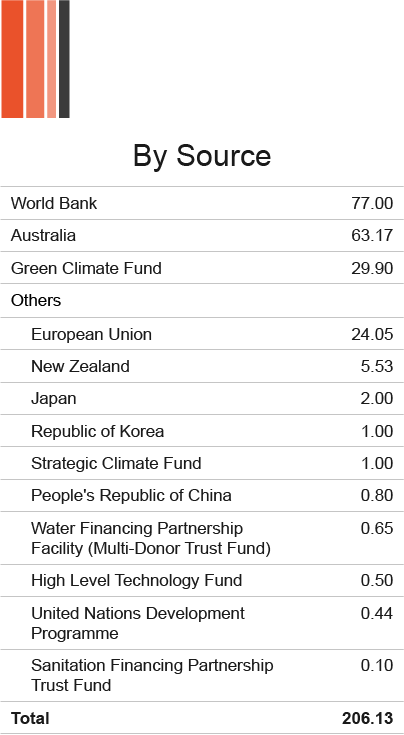 By Source
World Bank 77.00
Australia 63.17
Green Climate Fund 29.90
Others
European Union 24.05
New Zealand 5.53
Japan 2.00
Republic of Korea 1.00
Strategic Climate Fund 1.00
People's Republic of China 0.80
Water Financing Partnership 0.65
Facility (Multi-Donor Trust Fund)
High Level Technology Fund 0.50
United Nations Development 0.44
Programme
Sanitation Financing Partnership 0.10
Trust Fund
Total 206.13